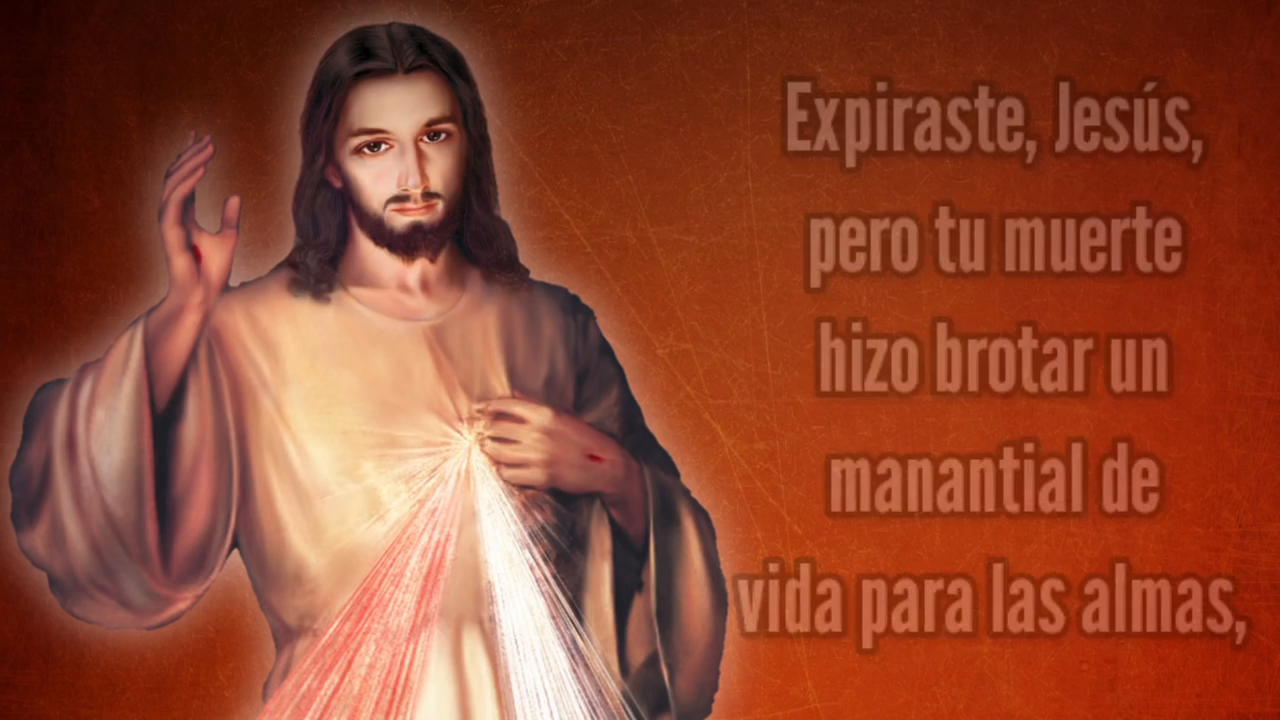 Expiraste, Jesús,
pero tu muerte
hizo brotar un
manantial de
vida para las almas,